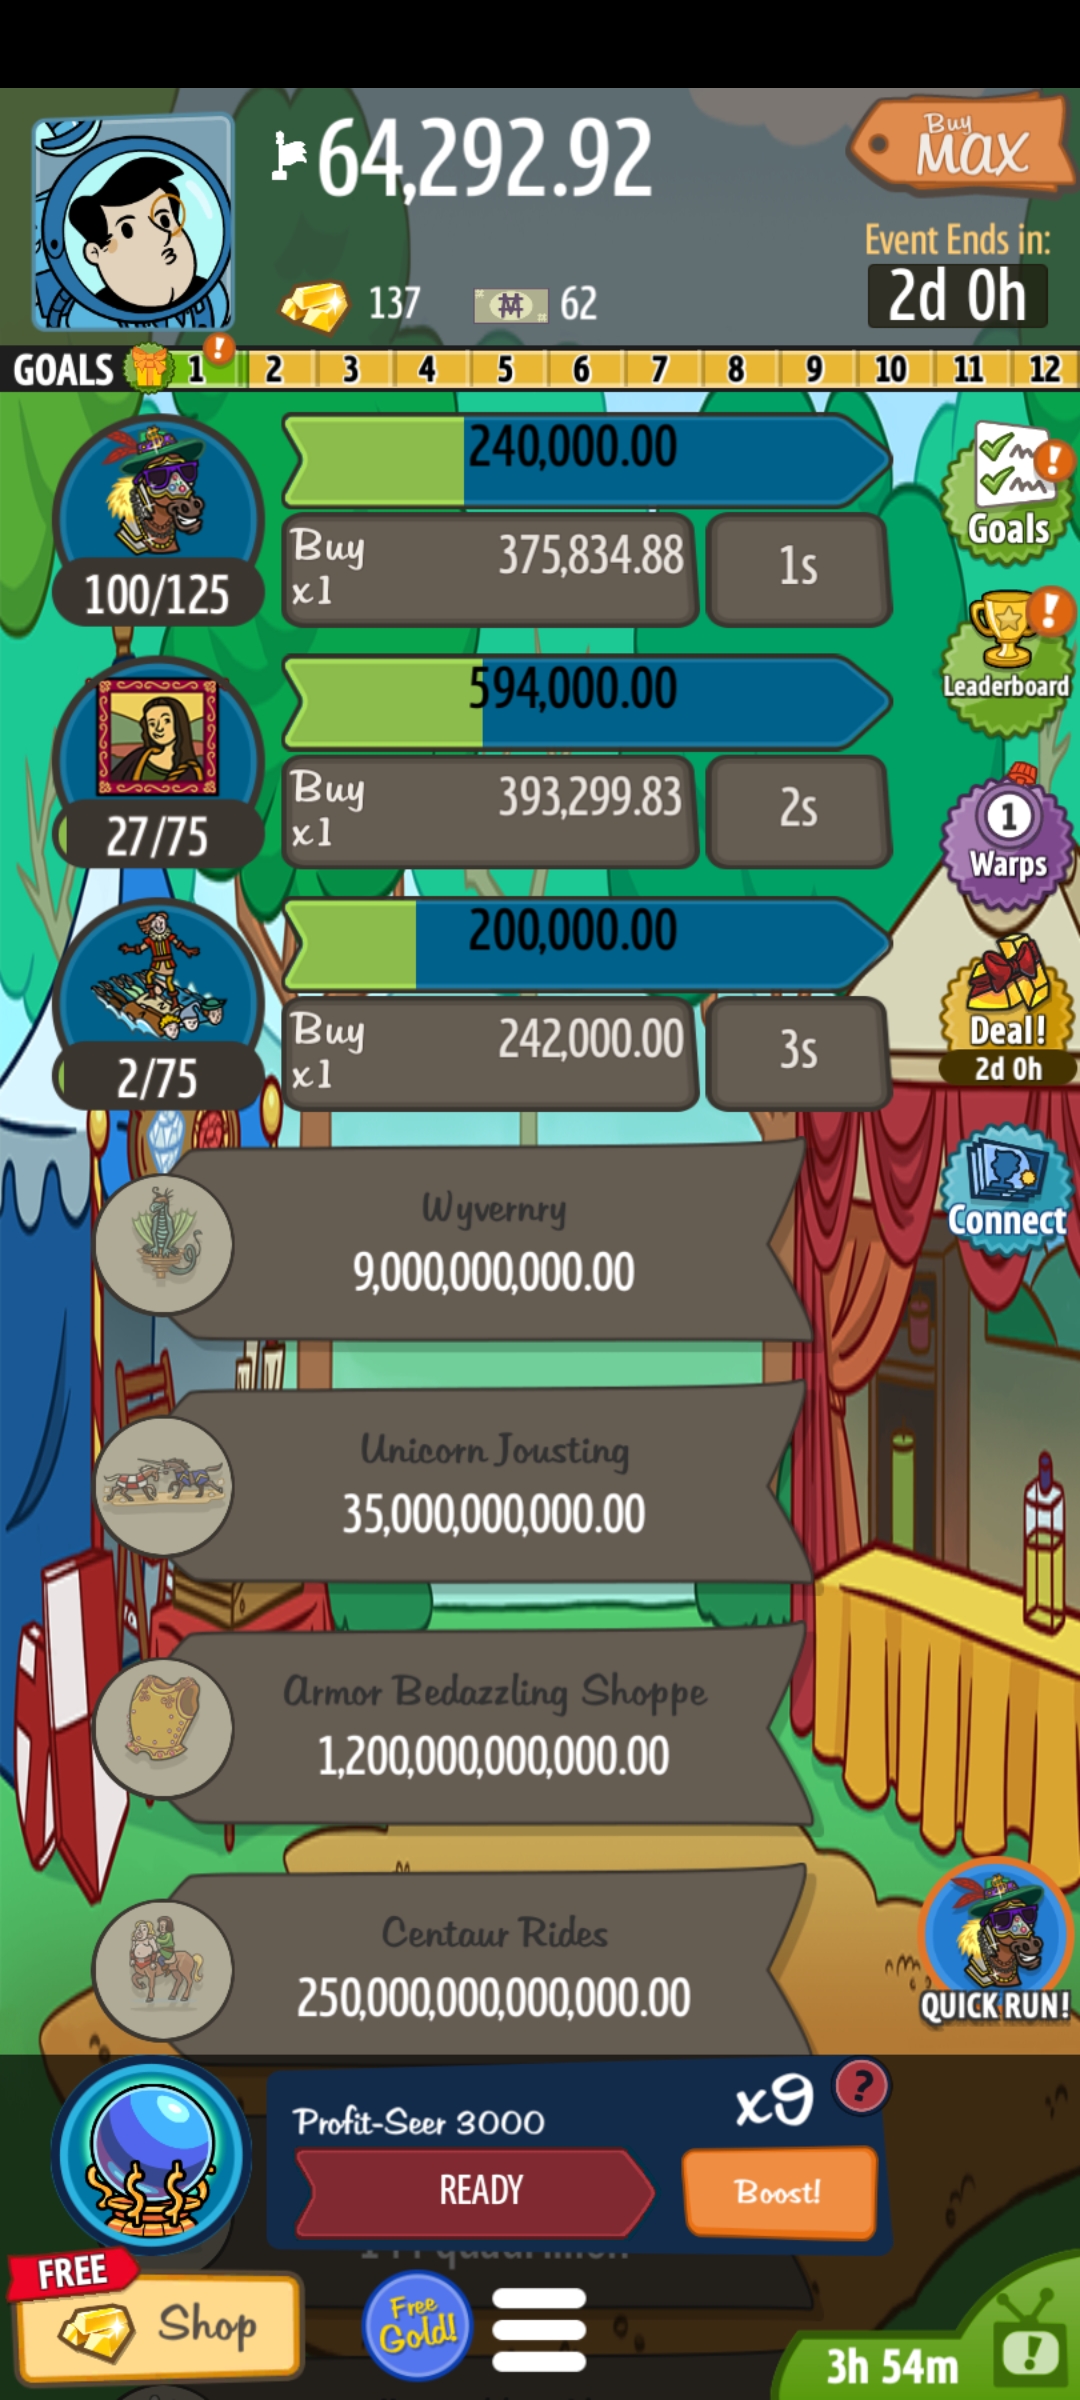 64,292.92
Buy
MAX
Event Ends in:
137
62
2d 0h
GOALS 1 ! 2 3 4 5 6 7 8 9 10 11 12
240,000.00
Buy
x1
375,834.88
1s
100/125
!
Goals
594,000.00
Buy
x1
393,299.83
2s
27/75
!
Leaderboard
1
Warps
200,000.00
Buy
x1
242,000.00
3s
2/75
Deal!
2d 0h
Wyvernry
9,000,000,000.00
Connect
Unicorn Jousting
35,000,000,000.00
Armor Bedazzling Shoppe
1,200,000,000,000.00
Centaur Rides
250,000,000,000,000.00
QUICK RUN!
Profit-Seer 3000
x9
?
READY
Boost!
FREE
Shop
Free
Gold!
3h 54m
!